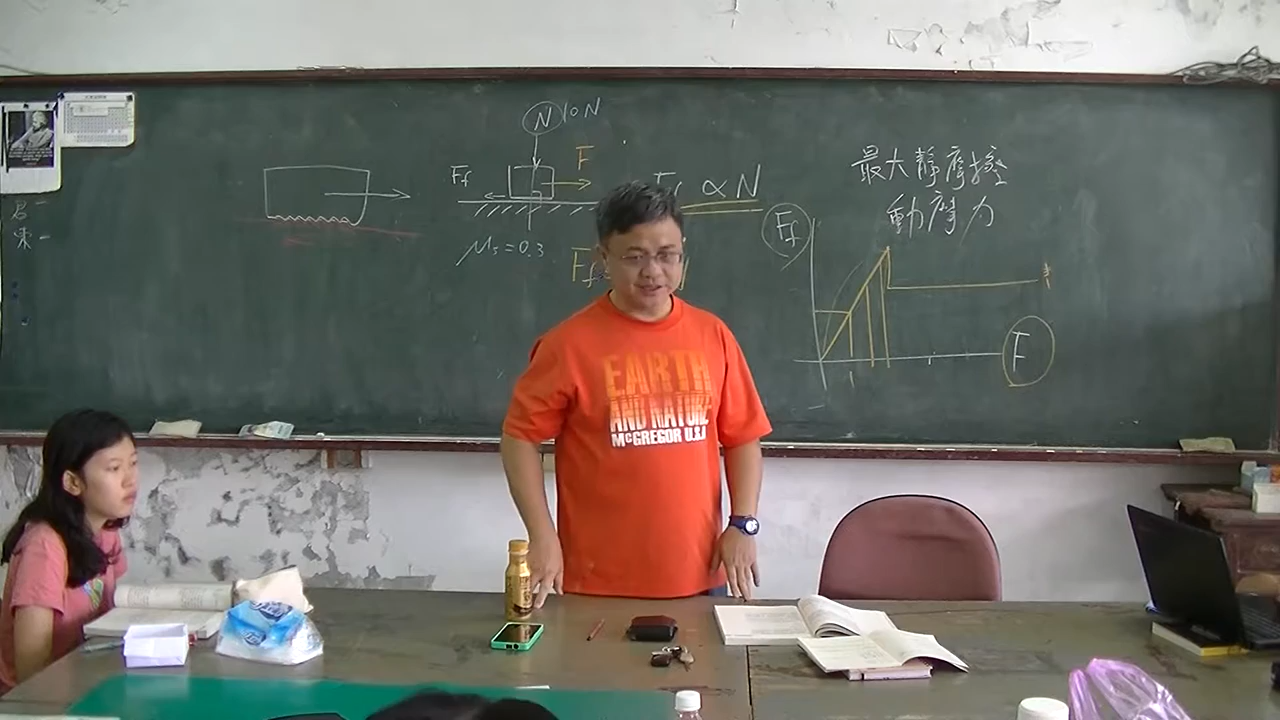 N 10N
F
Ff
μs=0.3
Ff ∝ N
最大靜摩擦
動摩力
Ff
F
EARTH
AND NATURE
McGREGOR U.S.A